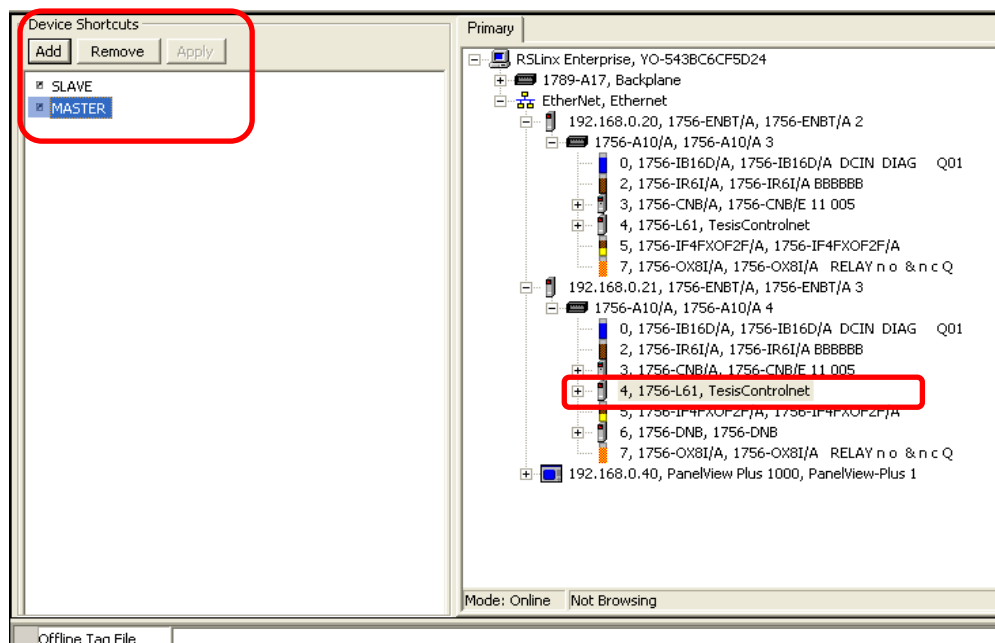 Device Shortcuts
Add Remove Apply
SLAVE
MASTER
Primary
RSLinx Enterprise, YO-543BC6CF5D24
1789-A17, Backplane
EtherNet, Ethernet
192.168.0.20, 1756-ENBT/A, 1756-ENBT/A 2
1756-A10/A, 1756-A10/A 3
0, 1756-IB16D/A, 1756-IB16D/A DCIN DIAG Q01
2, 1756-IR6I/A, 1756-IR6I/A BBBBBB
3, 1756-CNB/A, 1756-CNB/E 11 005
4, 1756-L61, TesisControlnet
5, 1756-IF4FXOF2F/A, 1756-IF4FXOF2F/A
7, 1756-OX8I/A, 1756-OX8I/A RELAY n o & n c Q
192.168.0.21, 1756-ENBT/A, 1756-ENBT/A 3
1756-A10/A, 1756-A10/A 4
0, 1756-IB16D/A, 1756-IB16D/A DCIN DIAG Q01
2, 1756-IR6I/A, 1756-IR6I/A BBBBBB
3, 1756-CNB/A, 1756-CNB/E 11 005
4, 1756-L61, TesisControlnet
5, 1756-IF4FXOF2F/A, 1756-IF4FXOF2F/A
6, 1756-DNB, 1756-DNB
7, 1756-OX8I/A, 1756-OX8I/A RELAY n o & n c Q
192.168.0.40, PanelView Plus 1000, PanelView-Plus 1
Mode: Online Not Browsing
Offline Tag File